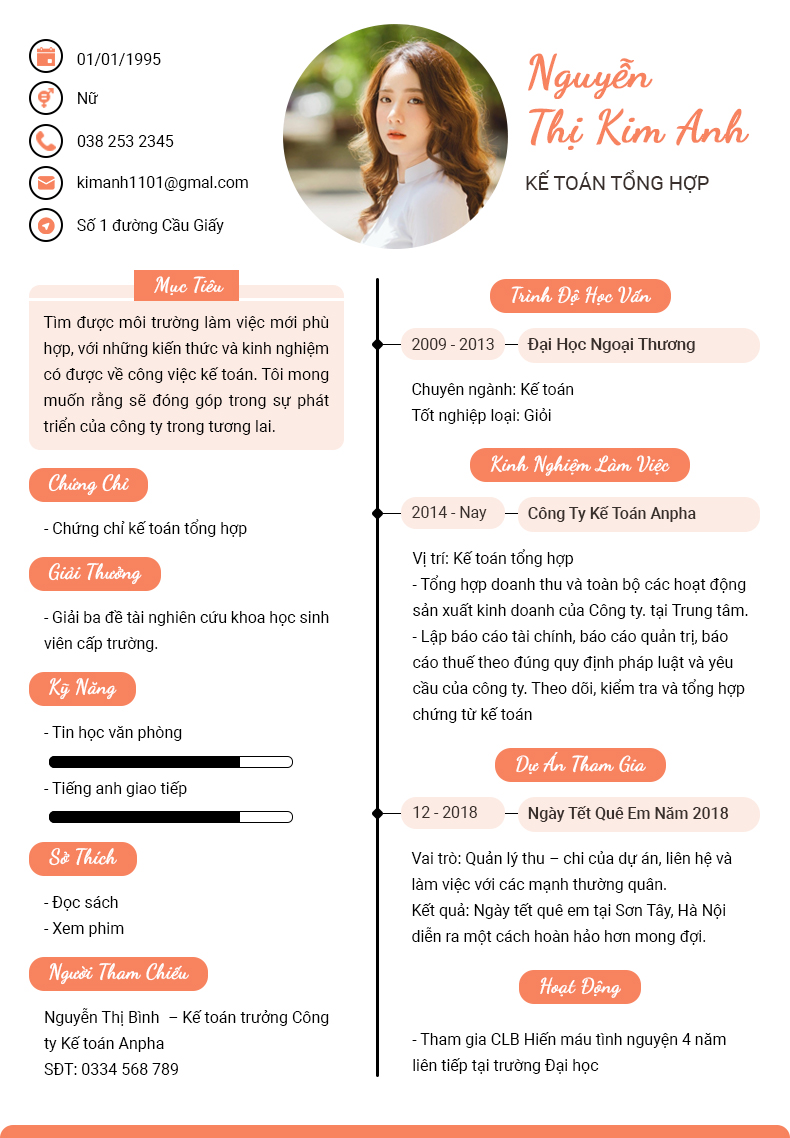 01/01/1995
Nữ
038 253 2345
kimanh1101@gmal.com
Số 1 đường Cầu Giấy
Nguyễn
Thị Kim Anh
KẾ TOÁN TỔNG HỢP
Mục Tiêu
Tìm được môi trường làm việc mới phù
hợp, với những kiến thức và kinh nghiệm
có được về công việc kế toán. Tôi mong
muốn rằng sẽ đóng góp trong sự phát
triển của công ty trong tương lai.
Chứng Chỉ
- Chứng chỉ kế toán tổng hợp
Giải Thưởng
- Giải ba đề tài nghiên cứu khoa học sinh
viên cấp trường.
Kỹ Năng
- Tin học văn phòng
- Tiếng anh giao tiếp
Sở Thích
- Đọc sách
- Xem phim
Người Tham Chiếu
Nguyễn Thị Bình – Kế toán trưởng Công
ty Kế toán Anpha
SĐT: 0334 568 789
Trình Độ Học Vấn
2009 - 2013 Đại Học Ngoại Thương
Chuyên ngành: Kế toán
Tốt nghiệp loại: Giỏi
Kinh Nghiệm Làm Việc
2014 - Nay Công Ty Kế Toán Anpha
Vị trí: Kế toán tổng hợp
- Tổng hợp doanh thu và toàn bộ các hoạt động
sản xuất kinh doanh của Công ty. tại Trung tâm.
- Lập báo cáo tài chính, báo cáo quản trị, báo
cáo thuế theo đúng quy định pháp luật và yêu
cầu của công ty. Theo dõi, kiểm tra và tổng hợp
chứng từ kế toán
Dự Án Tham Gia
12 - 2018 Ngày Tết Quê Em Năm 2018
Vai trò: Quản lý thu – chi của dự án, liên hệ và
làm việc với các mạnh thường quân.
Kết quả: Ngày tết quê em tại Sơn Tây, Hà Nội
diễn ra một cách hoàn hảo hơn mong đợi.
Hoạt Động
- Tham gia CLB Hiến máu tình nguyện 4 năm
liên tiếp tại trường Đại học